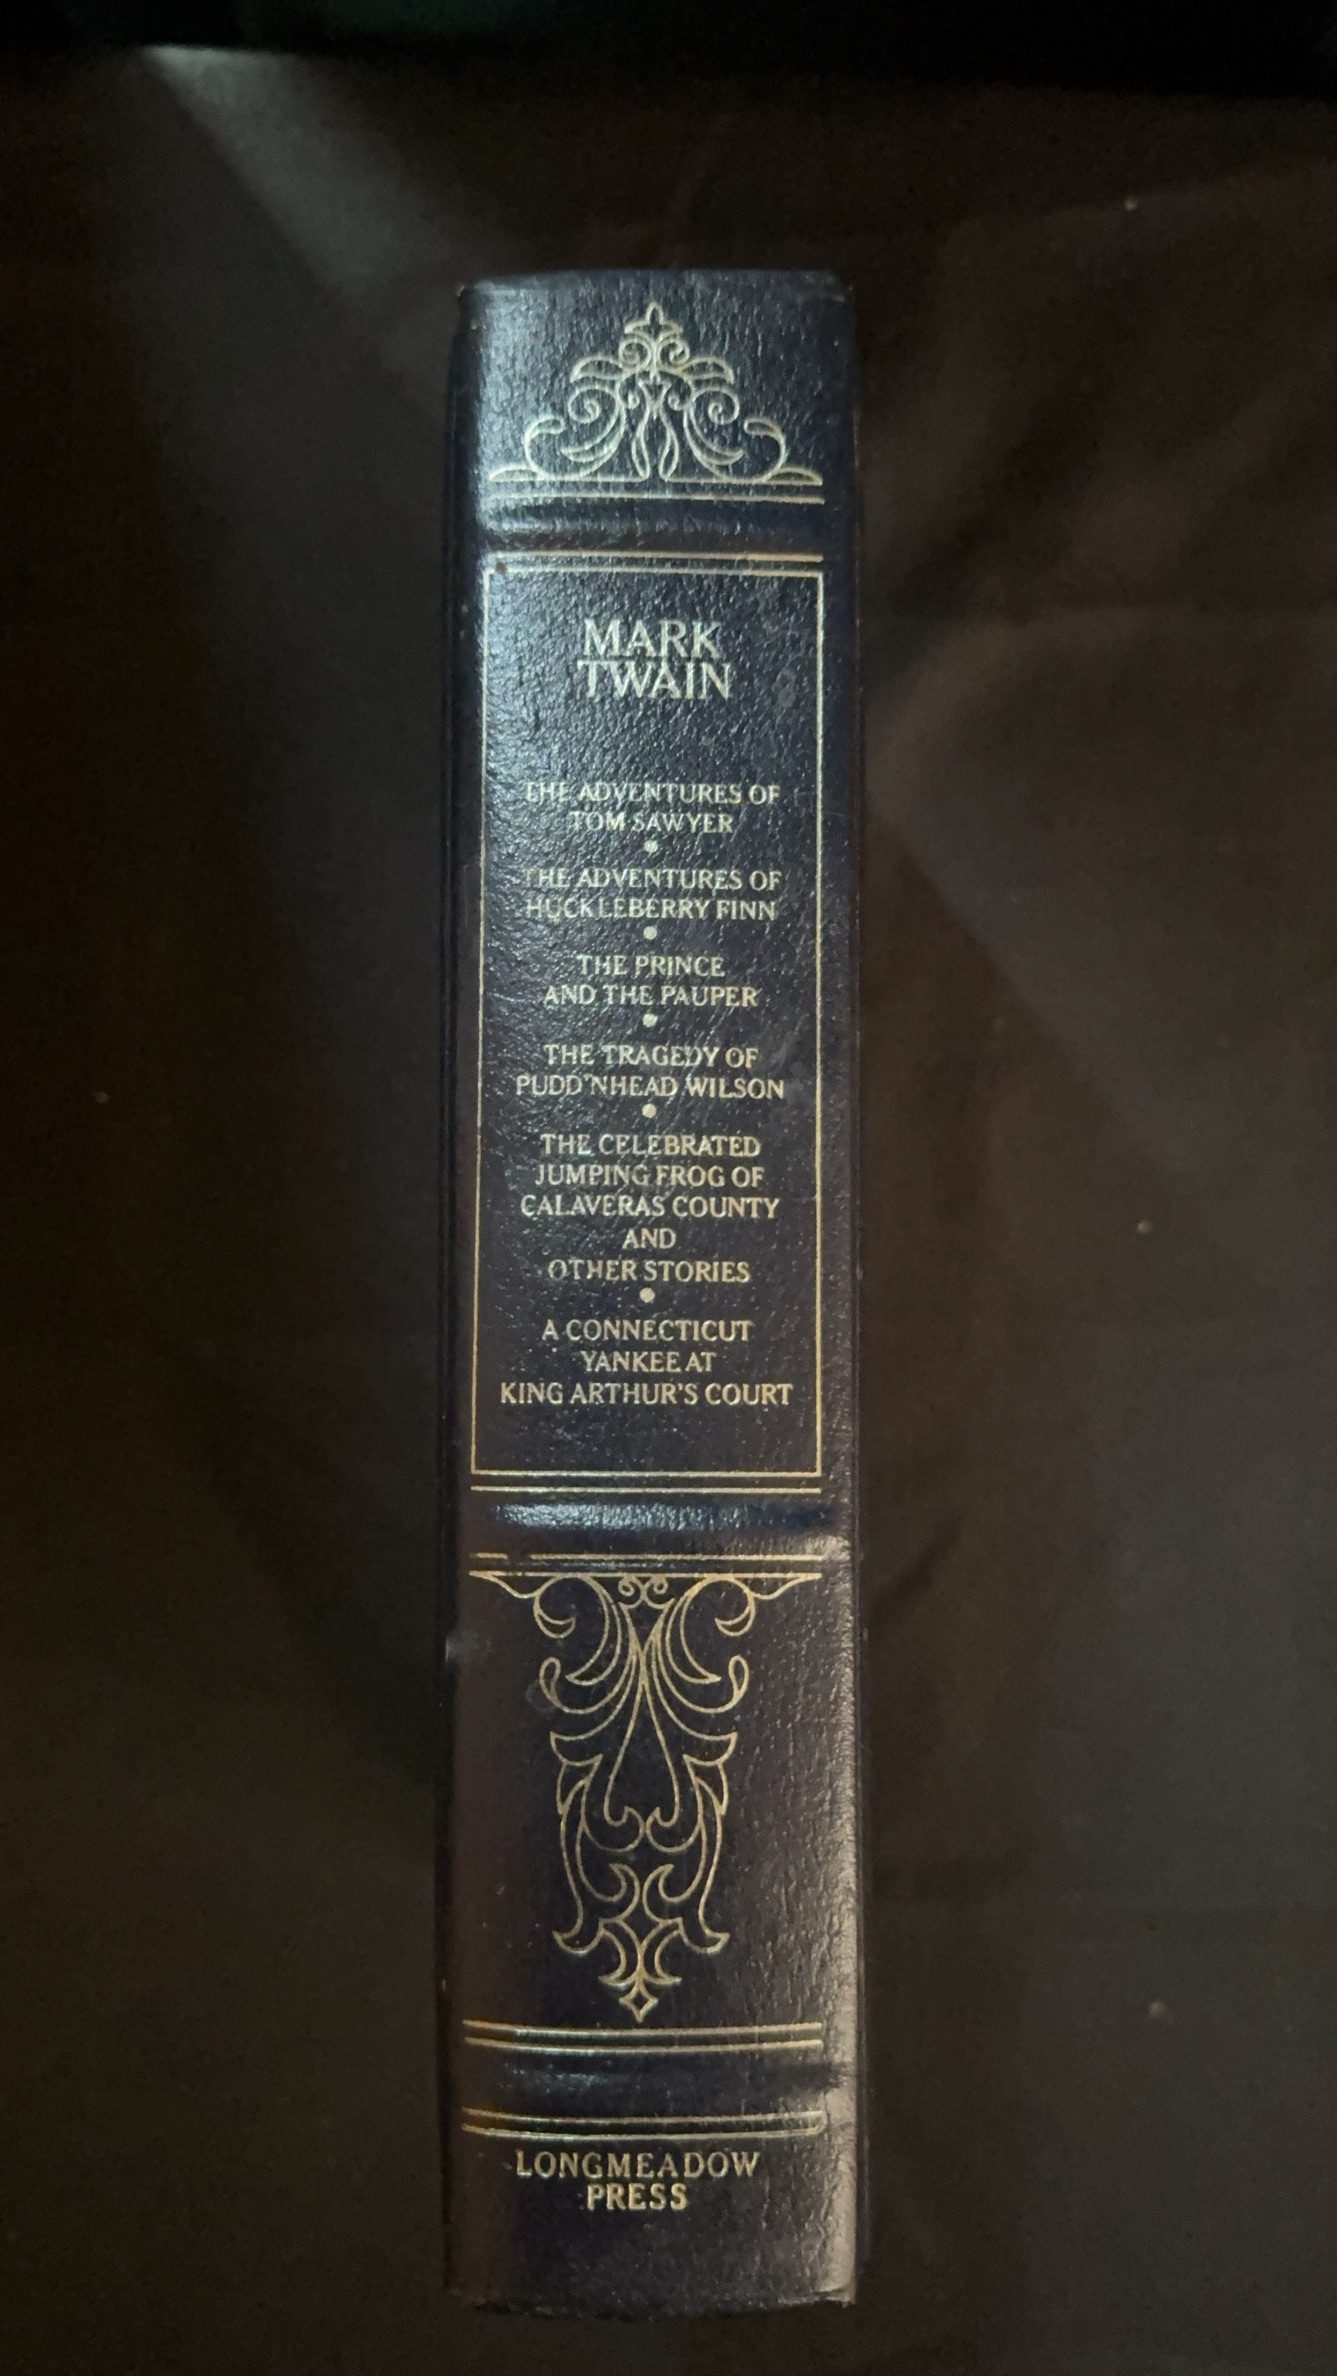 MARK
TWAIN
THE ADVENTURES OF
TOM SAWYER
THE ADVENTURES OF
HUCKLEBERRY FINN
THE PRINCE
AND THE PAUPER
THE TRAGEDY OF
PUDD'NHEAD WILSON
THE CELEBRATED
JUMPING FROG OF
CALAVERAS COUNTY
AND
OTHER STORIES
A CONNECTICUT
YANKEE AT
KING ARTHUR'S COURT
LONGMEADOW
PRESS